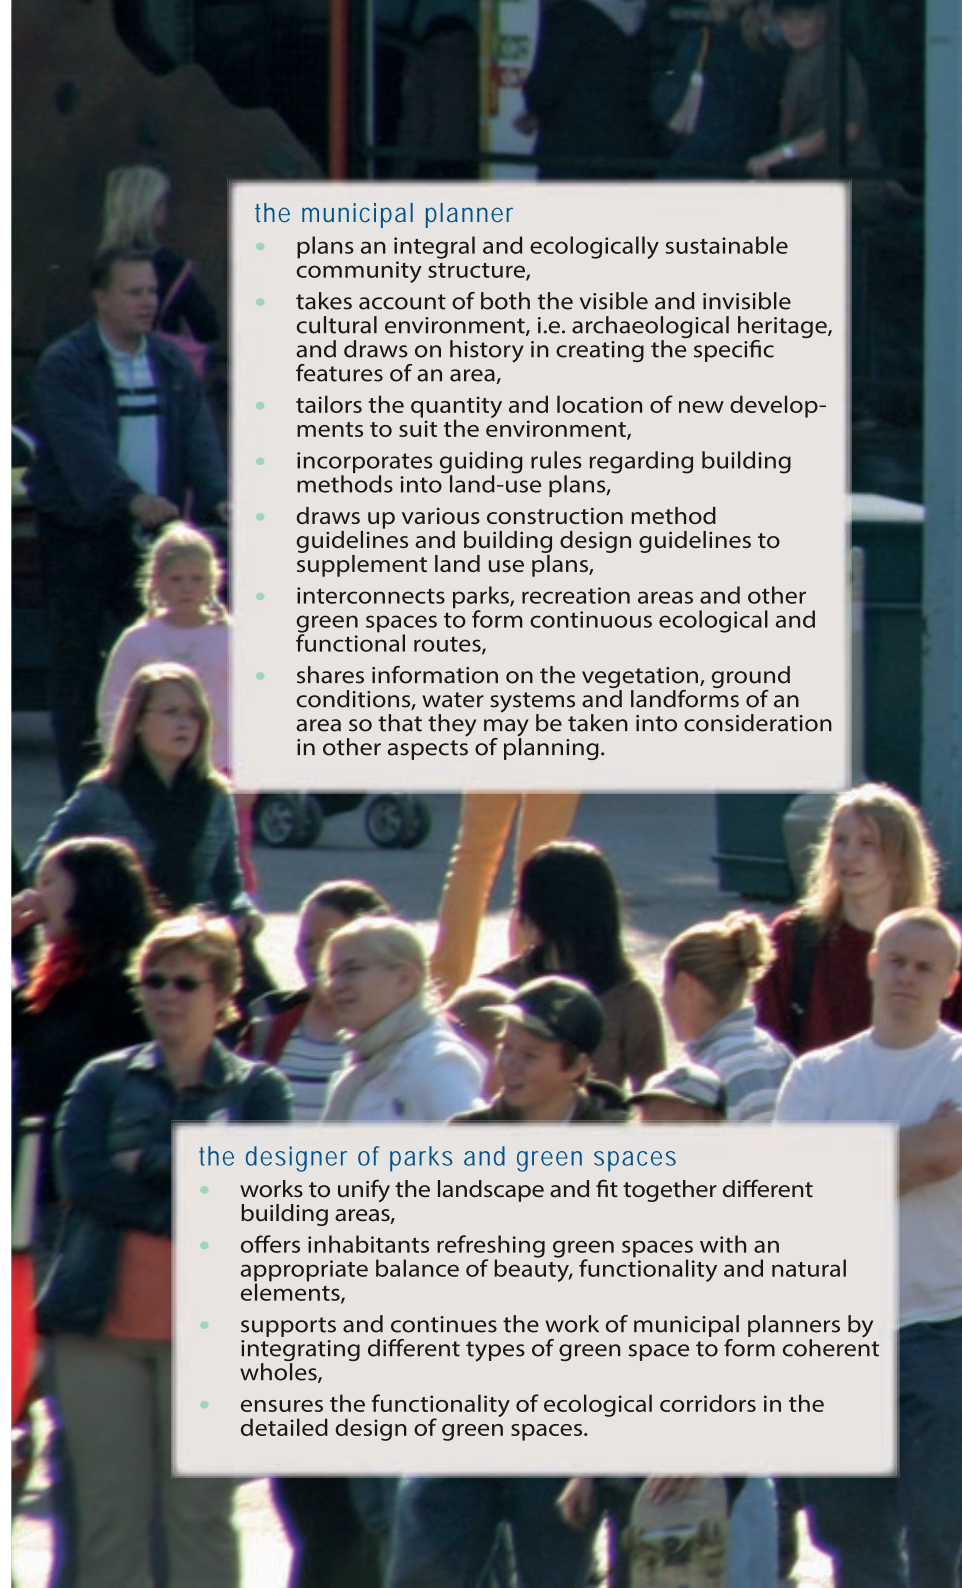 the municipal planner
• plans an integral and ecologically sustainable
community structure,
• takes account of both the visible and invisible
cultural environment, i.e. archaeological heritage,
and draws on history in creating the specific
features of an area,
• tailors the quantity and location of new develop-
ments to suit the environment,
• incorporates guiding rules regarding building
methods into land-use plans,
• draws up various construction method
guidelines and building design guidelines to
supplement land use plans,
• interconnects parks, recreation areas and other
green spaces to form continuous ecological and
functional routes,
• shares information on the vegetation, ground
conditions, water systems and landforms of an
area so that they may be taken into consideration
in other aspects of planning.
the designer of parks and green spaces
• works to unify the landscape and fit together different
building areas,
• offers inhabitants refreshing green spaces with an
appropriate balance of beauty, functionality and natural
elements,
• supports and continues the work of municipal planners by
integrating different types of green space to form coherent
wholes,
• ensures the functionality of ecological corridors in the
detailed design of green spaces.